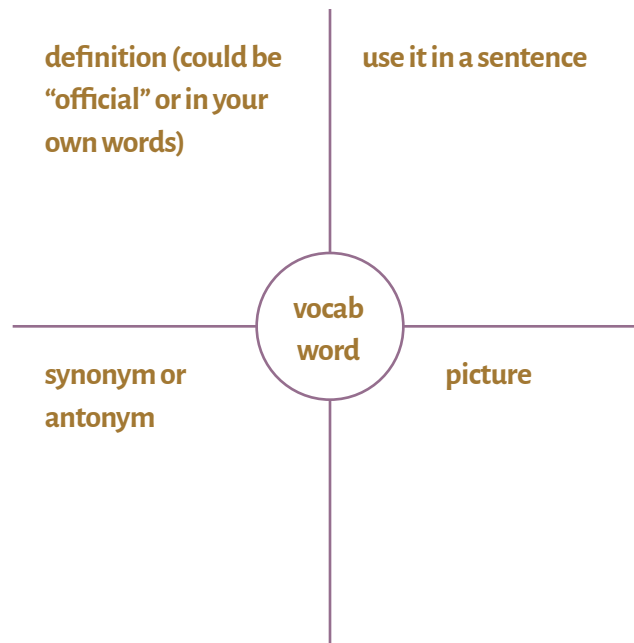 definition (could be
“official” or in your
own words)
use it in a sentence
vocab
word
synonym or
antonym
picture